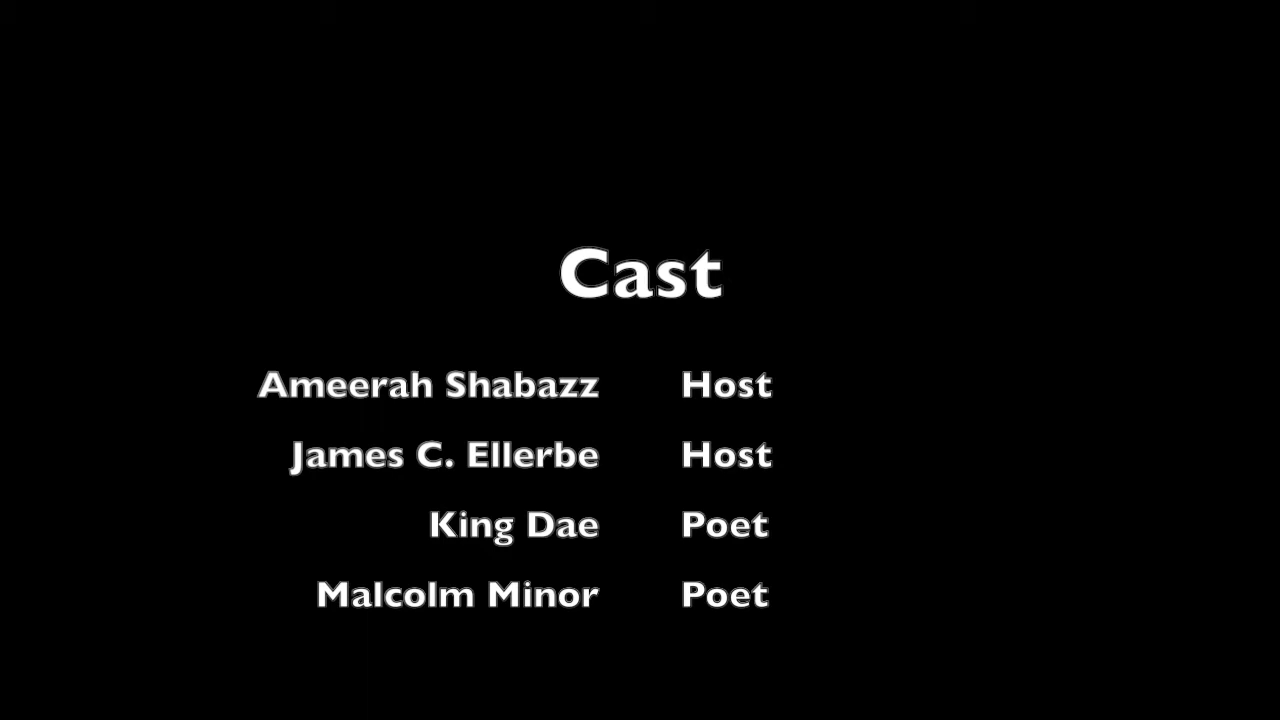 Cast
Ameerah Shabazz Host
James C. Ellerbe Host
King Dae Poet
Malcolm Minor Poet